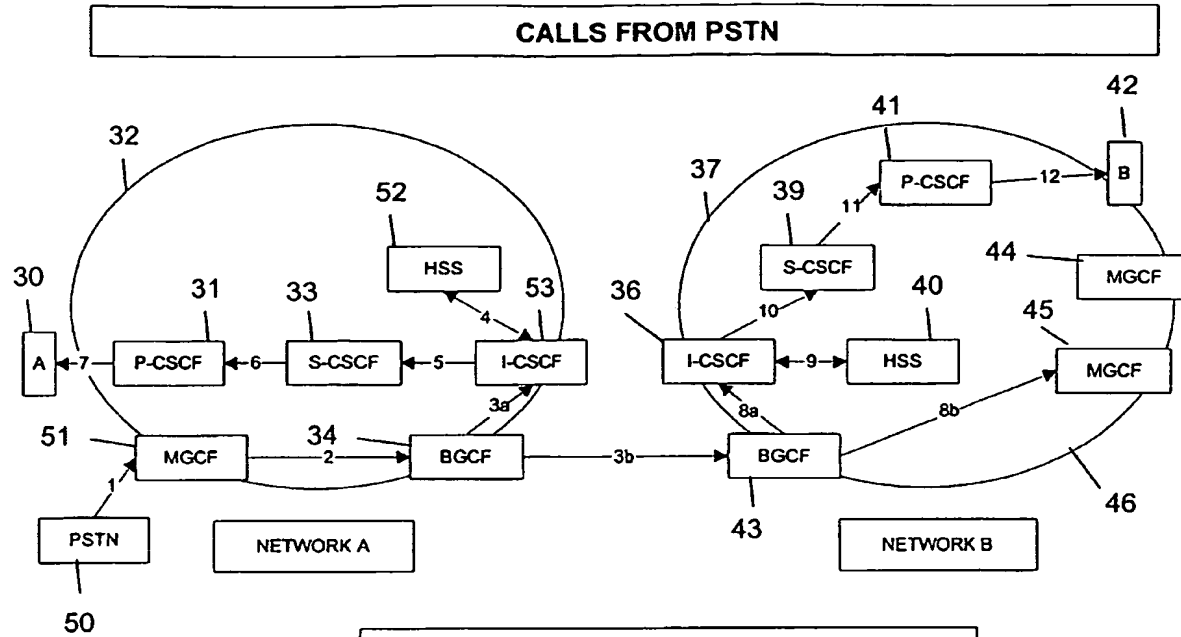 CALLS FROM PSTN
42
41
32
B
P-CSCF
12
37
39
52
11
S-CSCF
44
HSS
MGCF
30
31
33
53
36
10
40
45
4
A
7
P-CSCF
6
S-CSCF
5
I-CSCF
I-CSCF
9
HSS
MGCF
3a
8a
8b
51
34
MGCF
2
BGCF
3b
BGCF
1
43
46
PSTN
NETWORK A
NETWORK B
50